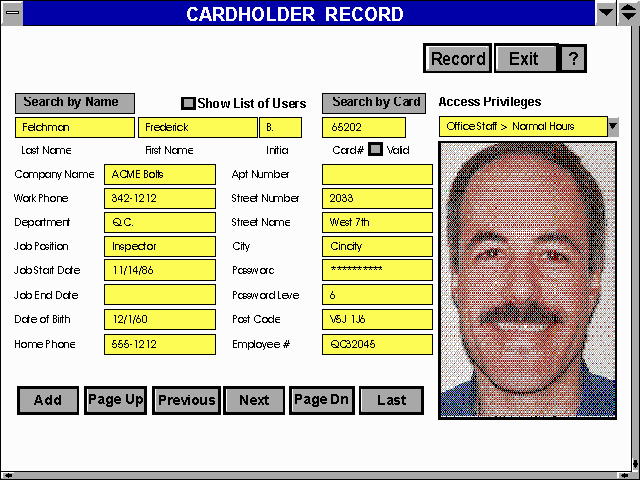 CARDHOLDER RECORD
Record Exit ?
Search by Name Show List of Users Search by Card Access Privileges
Felchman Frederick B. 65202 Office Staff > Normal Hours
Last Name First Name Initia Card# Valid
Company Name ACME Bolts Apt Number
Work Phone 342-1212 Street Number 2033
Department Q.C. Street Name West 7th
Job Position Inspector City Cincity
Job Start Date 11/14/86 Passworc **********
Job End Date Password Leve 6
Date of Birth 12/1/60 Post Code V5J 1J6
Home Phone 555-1212 Employee # QC32045
Add Page Up Previous Next Page Dn Last